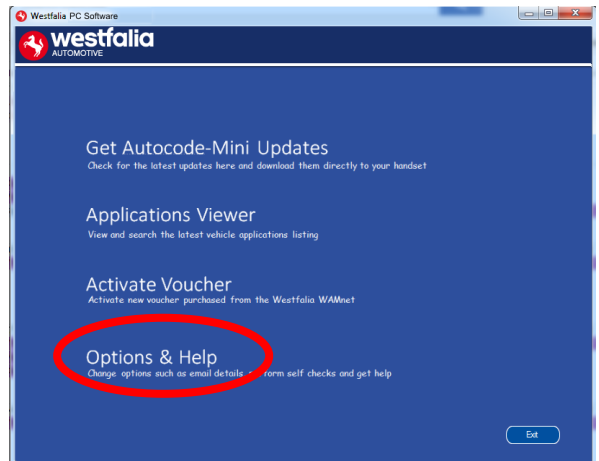 Westfalia PC Software
westfalia
AUTOMOTIVE
Get Autocode-Mini Updates
Check for the latest updates here and download them directly to your handset
Applications Viewer
View and search the latest vehicle applications listing
Activate Voucher
Activate new voucher purchased from the Westfalia WAMnet
Options & Help
Change options such as email details form self checks and get help
Exit